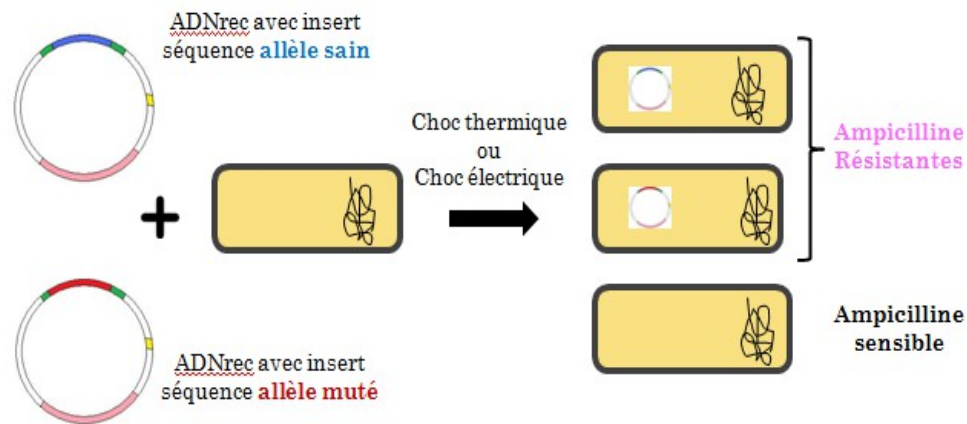 ADNrec avec insert
séquence allèle sain
Choc thermique
ou
Choc électrique
Ampicilline
Résistantes
ADNrec avec insert
séquence allèle muté
Ampicilline
sensible